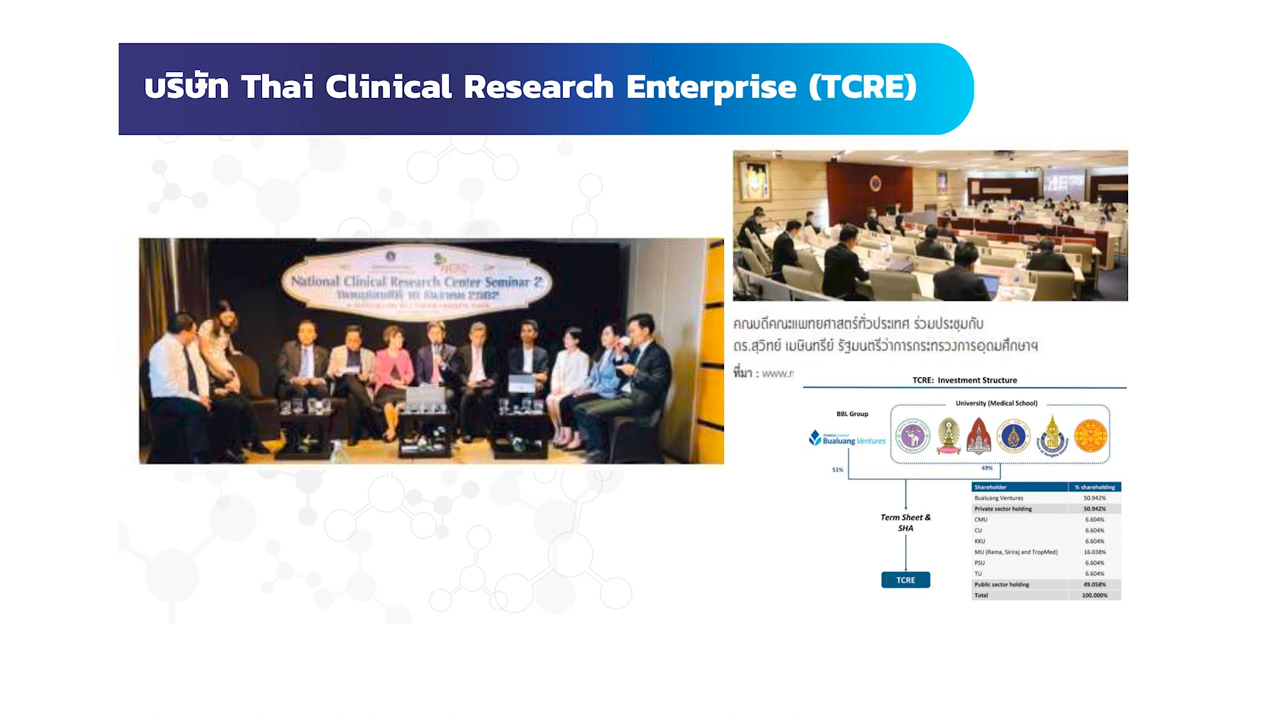 บริษัท Thai Clinical Research Enterprise (TCRE)
National Clinical Research Center Seminar 2
2562
คณบดีคณะแพทยศาสตร์ทั่วประเทศ ร่วมประชุมกับ
ดร.สุวิทย์ เมษินทรีย์ รัฐมนตรีว่าการกระทรวงการอุดมศึกษาฯ
ที่มา : www.
TCRE: Investment Structure
BBL Group
University (Medical School)
Bualuang Ventures
51%
49%
Term Sheet &
SHA
TCRE
Shareholder % shareholding
Bualuang Ventures 50.942%
Private sector holding 50.942%
CMU 6.604%
CU 6.604%
KKU 6.604%
MU (Rama, Siriraj and TropMed) 16.038%
PSU 6.604%
TU 6.604%
Public sector holding 49.058%
Total 100.000%